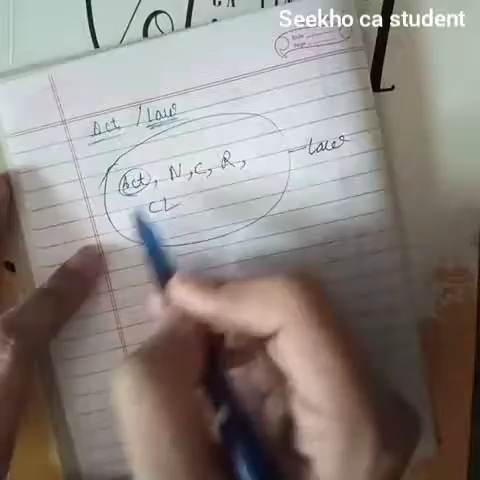 Seekho ca student
Act / Law
Act, N, C, R, – Law
CL